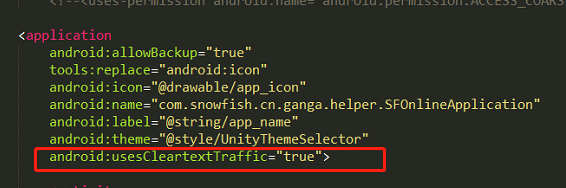 <!--<uses-permission android:name="android.permission.ACCESS_COARS
<application
android:allowBackup="true"
tools:replace="android:icon"
android:icon="@drawable/app_icon"
android:name="com.snowfish.cn.ganga.helper.SFOnlineApplication"
android:label="@string/app_name"
android:theme="@style/UnityThemeSelector"
android:usesCleartextTraffic="true">